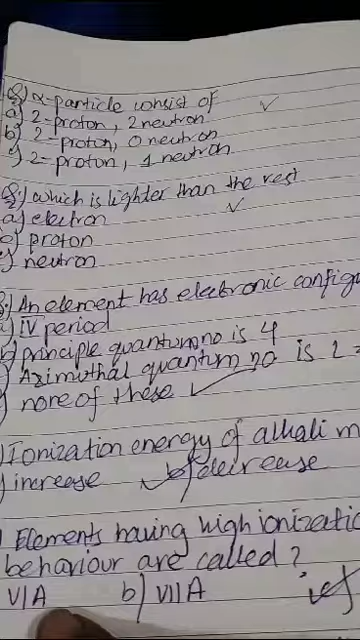 Q) α-particle consist of
a) 2-proton, 2 neutron
b) 2-proton, 0 neutron
c) 2-proton, 1 neutron
Q) which is lighter than the rest
a) electron
c) proton
c) neutron
An element has electronic configu
a) IV period
b) principle quantum no is 4
Azimuthal quantum no is 2
none of these
Ionization energy of alkali m
increase b) decrease
Elements having high ionizatio
behaviour are called?
VIA b) VIIA